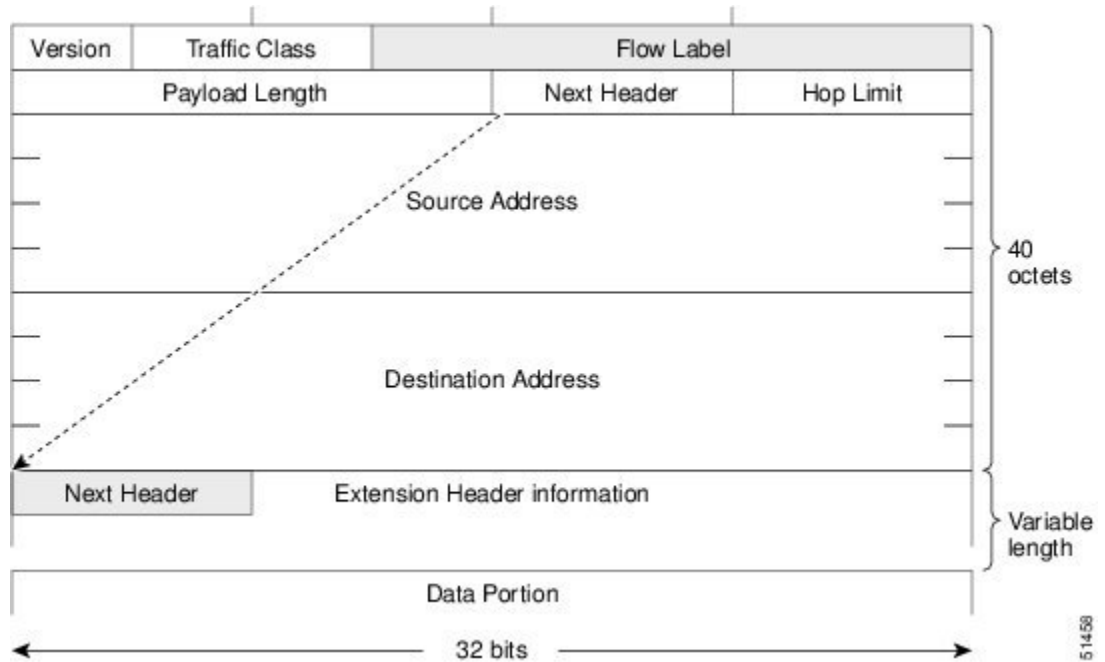 Version Traffic Class Flow Label
Payload Length Next Header Hop Limit
Source Address
40
octets
Destination Address
Next Header Extension Header information
Variable
length
Data Portion
32 bits
51458